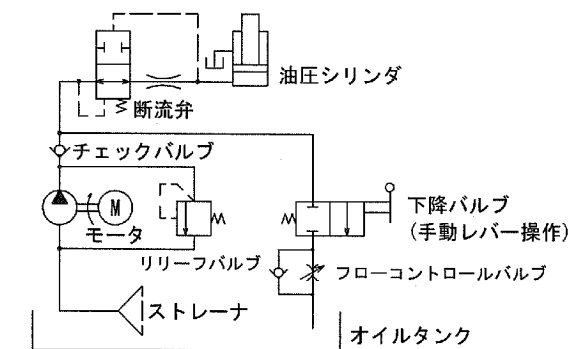 油圧シリンダ
断流弁
チェックバルブ
M
モータ
下降バルブ
(手動レバー操作)
リリーフバルブ
フローコントロールバルブ
ストレーナ
オイルタンク